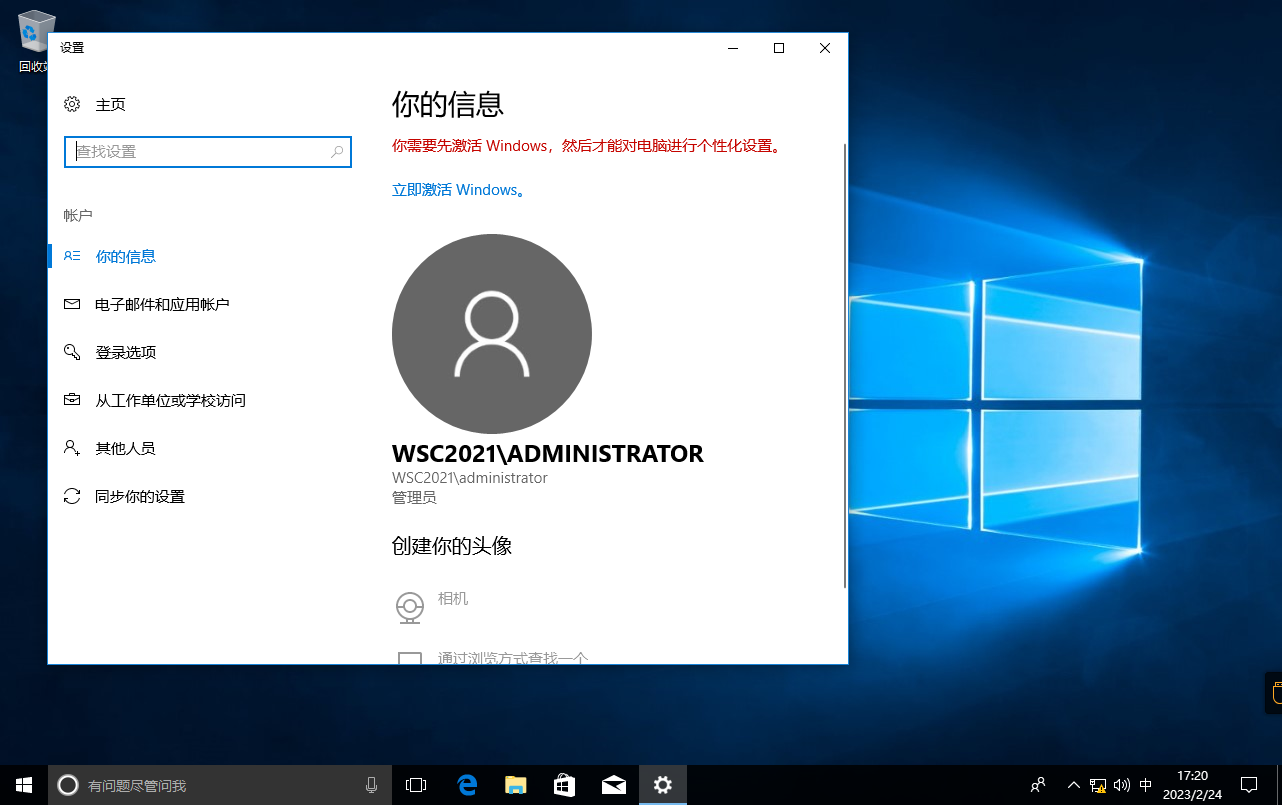 回收站
设置
主页
查找设置
帐户
你的信息
电子邮件和应用帐户
登录选项
从工作单位或学校访问
其他人员
同步你的设置
你的信息
你需要先激活 Windows，然后才能对电脑进行个性化设置。
立即激活 Windows。
WSC2021\ADMINISTRATOR
WSC2021\administrator
管理员
创建你的头像
相机
通过浏览方式查找一个
有问题尽管问我
中
17:20
2023/2/24